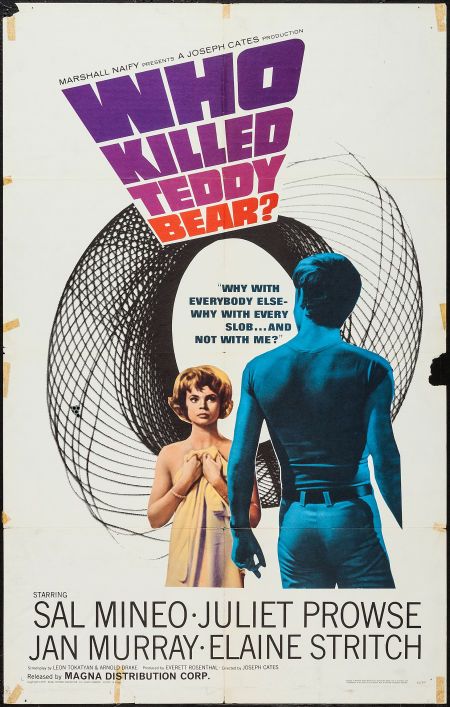 MARSHALL NAIFY PRESENTS A JOSEPH CATES PRODUCTION
WHO
KILLED
TEDDY
BEAR?
"WHY WITH
EVERYBODY ELSE-
WHY WITH EVERY
SLOB...AND
NOT WITH ME?"
STARRING
SAL MINEO · JULIET PROWSE
JAN MURRAY · ELAINE STRITCH
Screenplay by LEON TOKATYAN & ARNOLD DRAKE Produced by EVERETT ROSENTHAL Directed by JOSEPH CATES
Released by MAGNA DISTRIBUTION CORP.